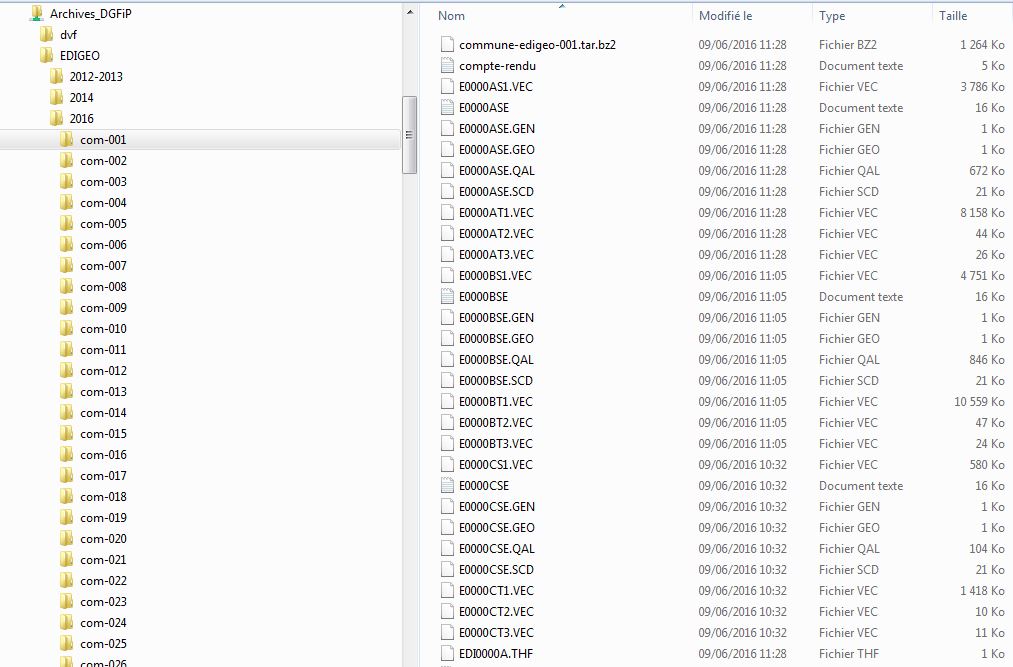 Archives_DGFiP
dvf
EDIGEO
2012-2013
2014
2016
com-001
com-002
com-003
com-004
com-005
com-006
com-007
com-008
com-009
com-010
com-011
com-012
com-013
com-014
com-015
com-016
com-017
com-018
com-019
com-020
com-021
com-022
com-023
com-024
com-025
com-026
Nom Modifié le Type Taille
commune-edigeo-001.tar.bz2 09/06/2016 11:28 Fichier BZ2 1 264 Ko
compte-rendu 09/06/2016 11:28 Document texte 5 Ko
E0000AS1.VEC 09/06/2016 11:28 Fichier VEC 3 786 Ko
E0000ASE 09/06/2016 11:28 Document texte 16 Ko
E0000ASE.GEN 09/06/2016 11:28 Fichier GEN 1 Ko
E0000ASE.GEO 09/06/2016 11:28 Fichier GEO 1 Ko
E0000ASE.QAL 09/06/2016 11:28 Fichier QAL 672 Ko
E0000ASE.SCD 09/06/2016 11:28 Fichier SCD 21 Ko
E0000AT1.VEC 09/06/2016 11:28 Fichier VEC 8 158 Ko
E0000AT2.VEC 09/06/2016 11:28 Fichier VEC 44 Ko
E0000AT3.VEC 09/06/2016 11:28 Fichier VEC 26 Ko
E0000BS1.VEC 09/06/2016 11:05 Fichier VEC 4 751 Ko
E0000BSE 09/06/2016 11:05 Document texte 16 Ko
E0000BSE.GEN 09/06/2016 11:05 Fichier GEN 1 Ko
E0000BSE.GEO 09/06/2016 11:05 Fichier GEO 1 Ko
E0000BSE.QAL 09/06/2016 11:05 Fichier QAL 846 Ko
E0000BSE.SCD 09/06/2016 11:05 Fichier SCD 21 Ko
E0000BT1.VEC 09/06/2016 11:05 Fichier VEC 10 559 Ko
E0000BT2.VEC 09/06/2016 11:05 Fichier VEC 47 Ko
E0000BT3.VEC 09/06/2016 11:05 Fichier VEC 24 Ko
E0000CS1.VEC 09/06/2016 10:32 Fichier VEC 580 Ko
E0000CSE 09/06/2016 10:32 Document texte 16 Ko
E0000CSE.GEN 09/06/2016 10:32 Fichier GEN 1 Ko
E0000CSE.GEO 09/06/2016 10:32 Fichier GEO 1 Ko
E0000CSE.QAL 09/06/2016 10:32 Fichier QAL 104 Ko
E0000CSE.SCD 09/06/2016 10:32 Fichier SCD 21 Ko
E0000CT1.VEC 09/06/2016 10:32 Fichier VEC 1 418 Ko
E0000CT2.VEC 09/06/2016 10:32 Fichier VEC 10 Ko
E0000CT3.VEC 09/06/2016 10:32 Fichier VEC 11 Ko
EDI0000A.THF 09/06/2016 11:28 Fichier THF 1 Ko